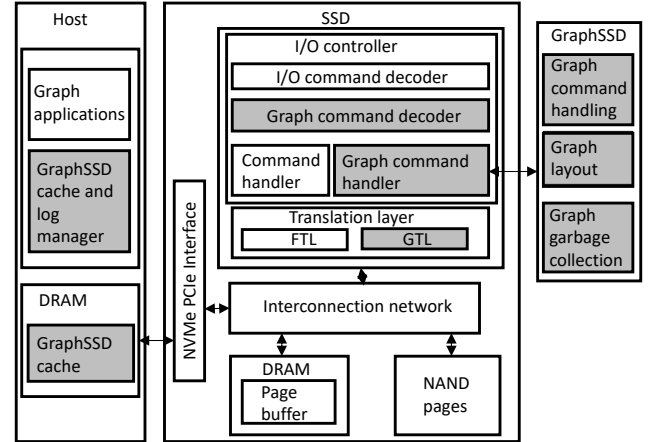 Host
Graph
applications
GraphSSD
cache and
log
manager
DRAM
GraphSSD
cache
NVMe PCIe Interface
SSD
I/O controller
I/O command decoder
Graph command decoder
Command
handler
Graph command
handler
Translation layer
FTL
GTL
Interconnection network
DRAM
Page
buffer
NAND
pages
GraphSSD
Graph
command
handling
Graph
layout
Graph
garbage
collection